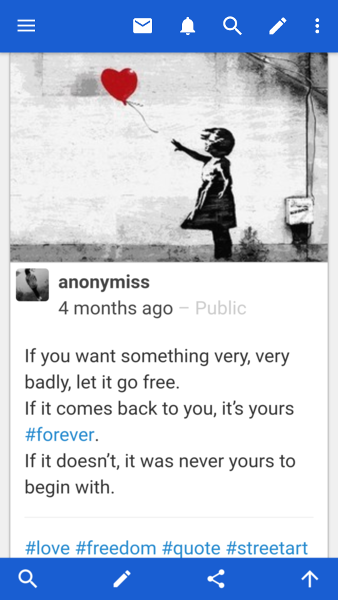 anonymiss
4 months ago – Public
If you want something very, very
badly, let it go free.
If it comes back to you, it’s yours
#forever.
If it doesn’t, it was never yours to
begin with.
#love #freedom #quote #streetart